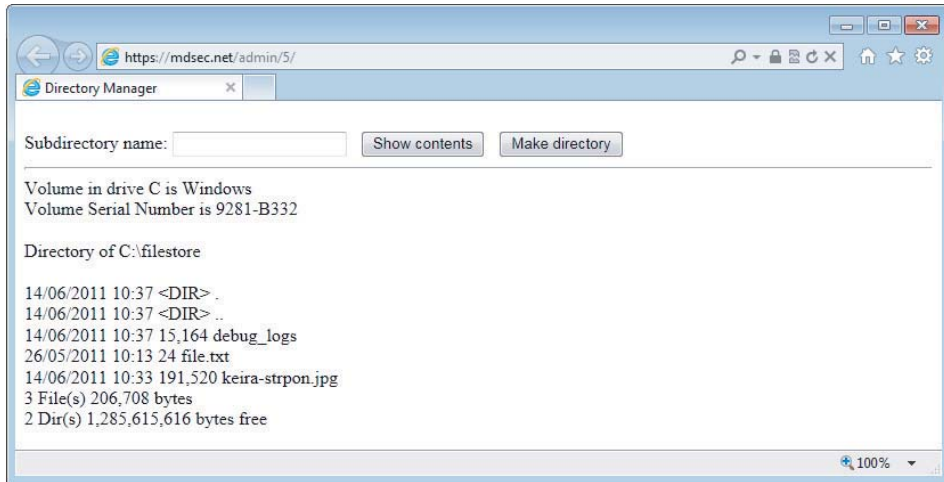 https://mdsec.net/admin/5/
Directory Manager
Subdirectory name: Show contents Make directory
Volume in drive C is Windows
Volume Serial Number is 9281-B332
Directory of C:\filestore
14/06/2011 10:37 <DIR> .
14/06/2011 10:37 <DIR> ..
14/06/2011 10:37 15,164 debug_logs
26/05/2011 10:13 24 file.txt
14/06/2011 10:33 191,520 keira-strpon.jpg
3 File(s) 206,708 bytes
2 Dir(s) 1,285,615,616 bytes free
100%